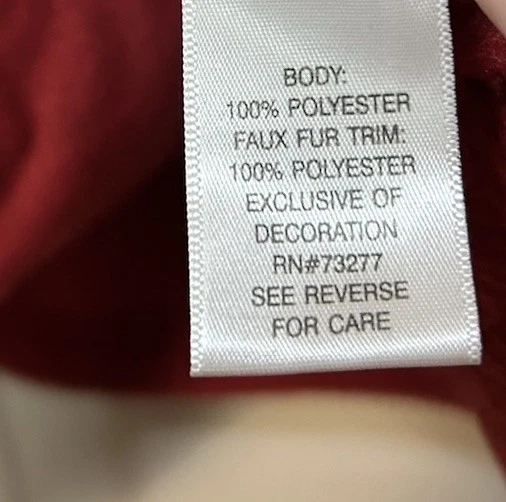 BODY:
100% POLYESTER
FAUX FUR TRIM:
100% POLYESTER
EXCLUSIVE OF
DECORATION
RN#73277
SEE REVERSE
FOR CARE